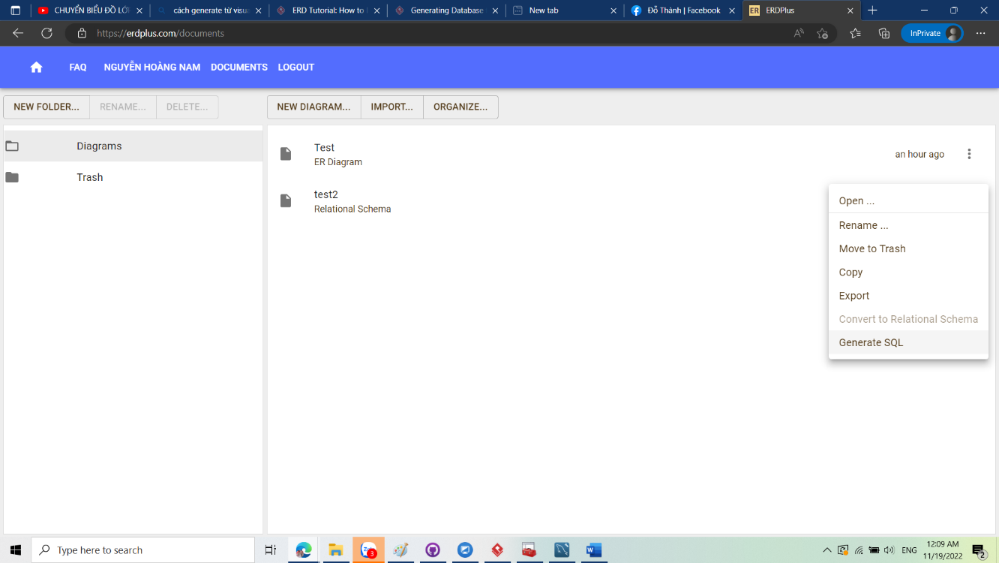 CHUYỂN BIỂU ĐỒ LỚP
cách generate từ visua
ERD Tutorial: How to
Generating Database
New tab
Đỗ Thành | Facebook
ER
ERDPlus
https://erdplus.com/documents
InPrivate
FAQ
NGUYỄN HOÀNG NAM
DOCUMENTS
LOGOUT
NEW FOLDER...
RENAME...
DELETE...
NEW DIAGRAM...
IMPORT...
ORGANIZE...
Diagrams
Trash
Test
ER Diagram
an hour ago
test2
Relational Schema
Open ...
Rename ...
Move to Trash
Copy
Export
Convert to Relational Schema
Generate SQL
Type here to search
3
ENG
12:09 AM
11/19/2022
2